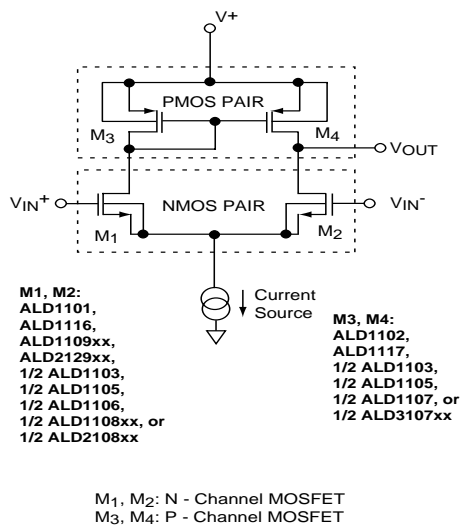 V+
PMOS PAIR
M3
M4
VOUT
VIN+
NMOS PAIR
VIN-
M1
M2
Current
Source
M1, M2:
ALD1101,
ALD1116,
ALD1109xx,
ALD2129xx,
1/2 ALD1103,
1/2 ALD1105,
1/2 ALD1106,
1/2 ALD1108xx, or
1/2 ALD2108xx
M3, M4:
ALD1102,
ALD1117,
1/2 ALD1103,
1/2 ALD1105,
1/2 ALD1107, or
1/2 ALD3107xx
M1, M2: N - Channel MOSFET
M3, M4: P - Channel MOSFET